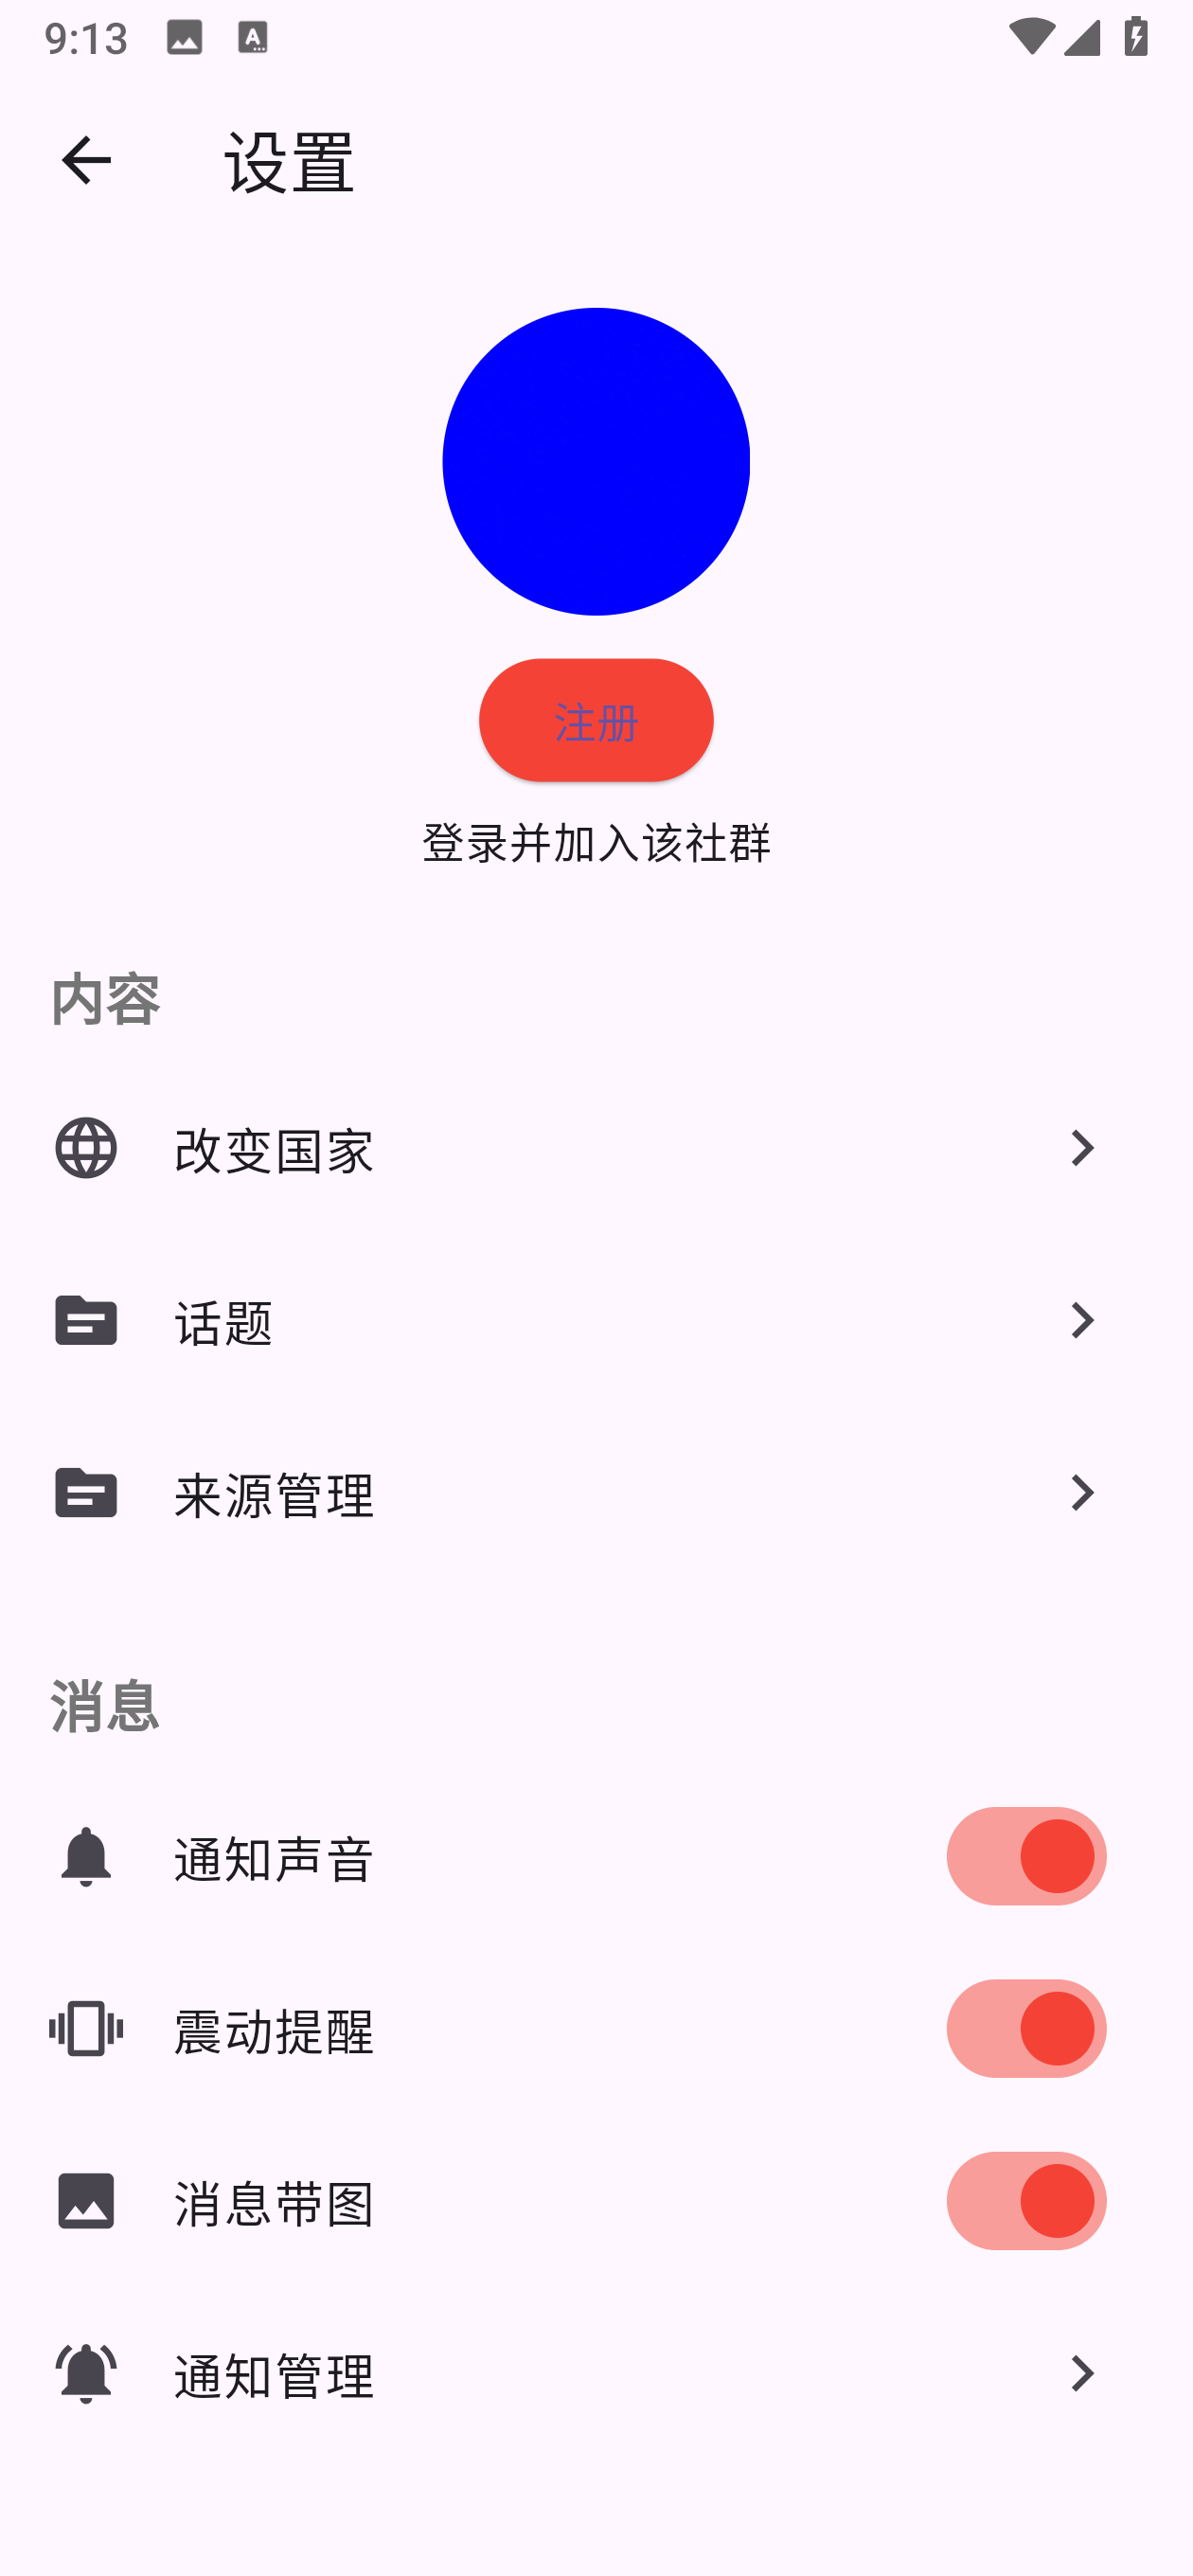 9:13
设置
注册
登录并加入该社群
内容
改变国家
话题
来源管理
消息
通知声音
震动提醒
消息带图
通知管理